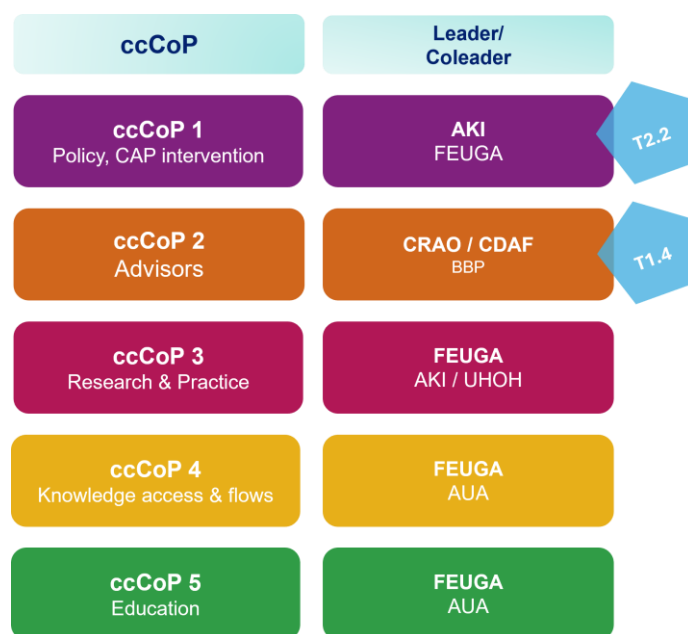 ccCoP
Leader/
Coleader
ccCoP 1
Policy, CAP intervention
AKI
FEUGA
T2.2
ccCoP 2
Advisors
CRAO / CDAF
BBP
T1.4
ccCoP 3
Research & Practice
FEUGA
AKI / UHOH
ccCoP 4
Knowledge access & flows
FEUGA
AUA
ccCoP 5
Education
FEUGA
AUA